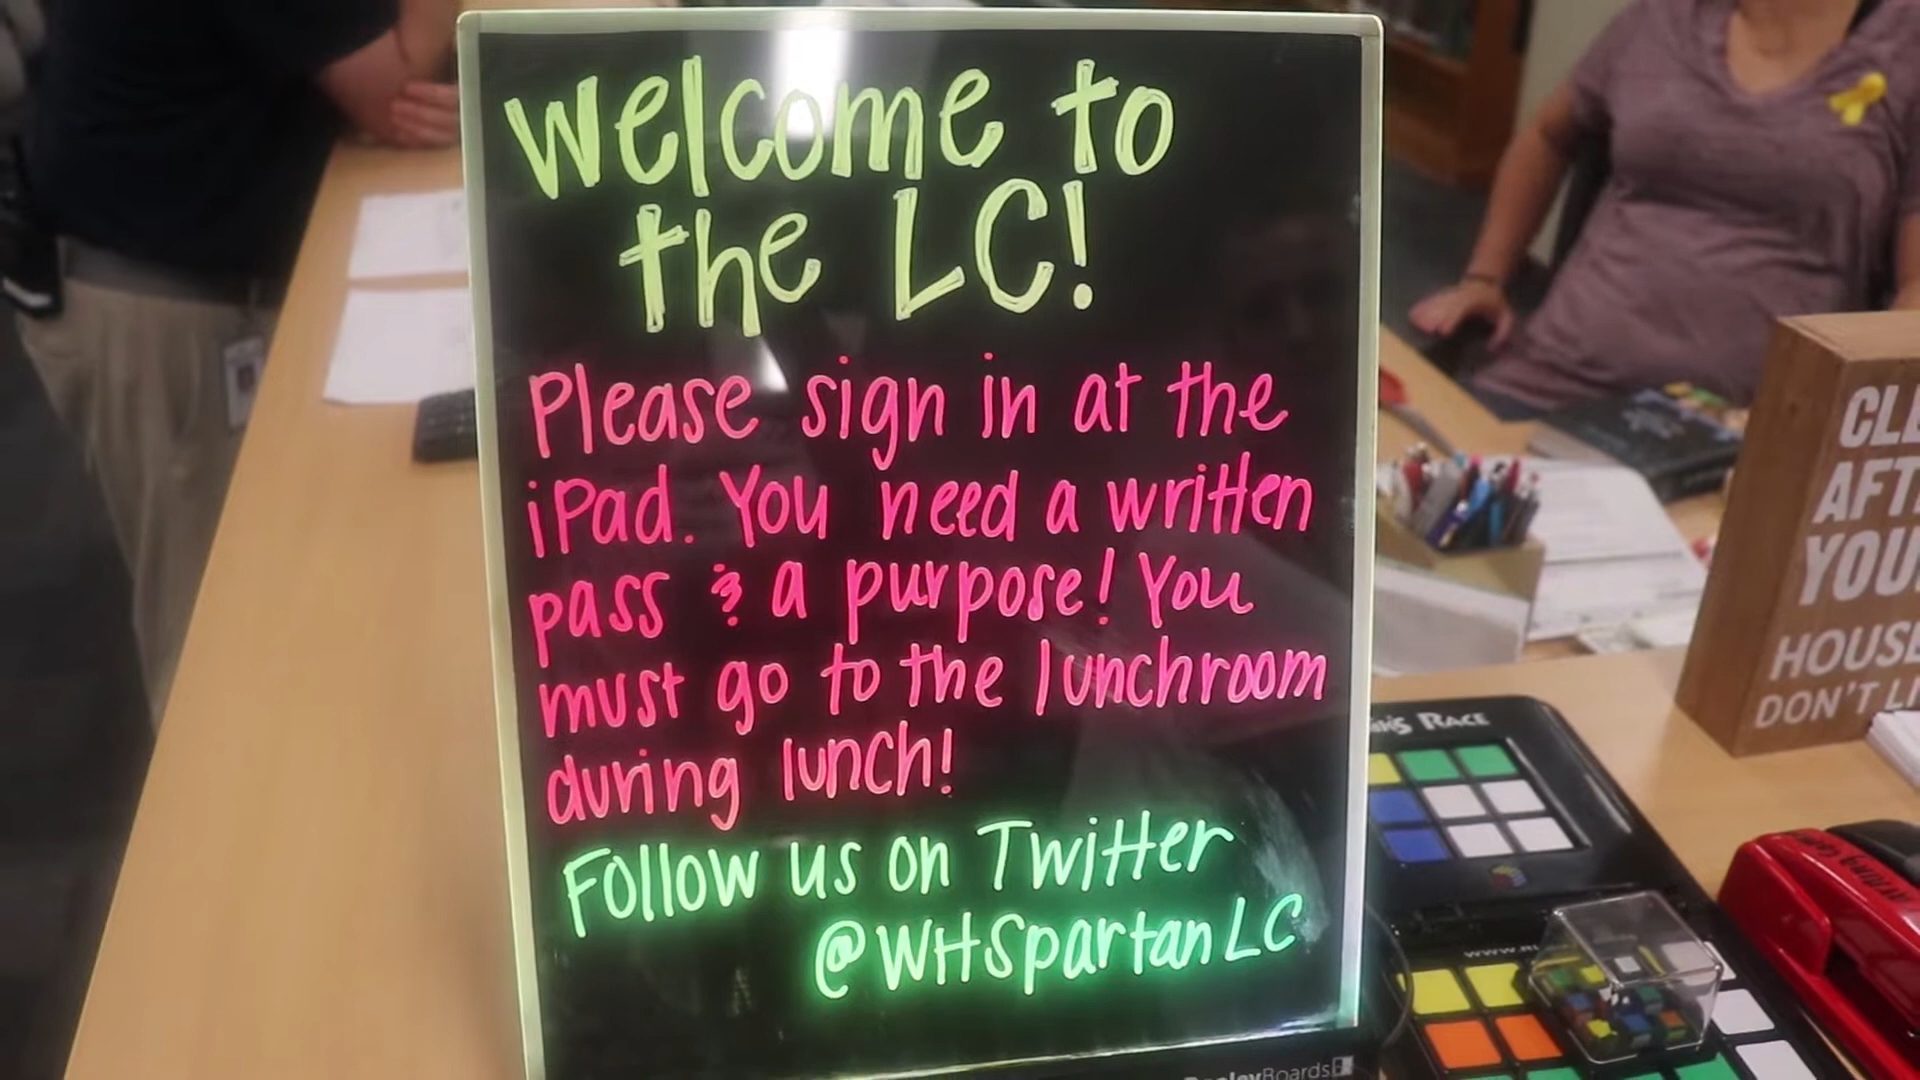 Welcome to
the LC!
Please sign in at the
iPad. You need a written
pass & a purpose! You
must go to the lunchroom
during lunch!
Follow us on Twitter
@WHSpartanLC
RACE